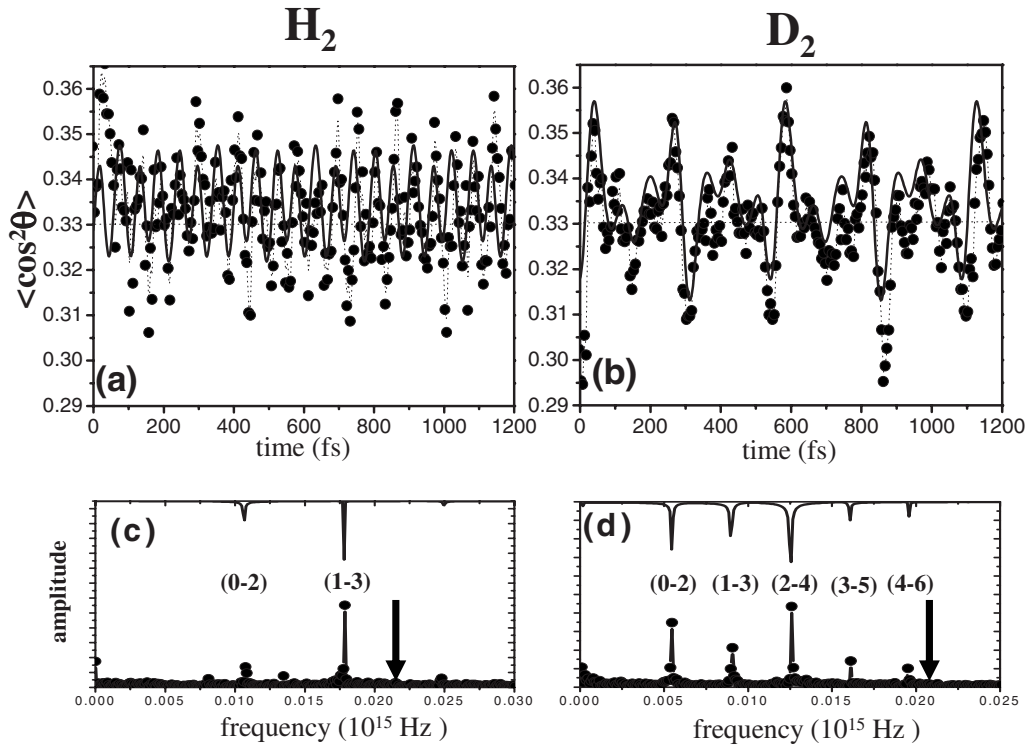 H₂ D₂
<cos²θ>
0.36 0.35 0.34 0.33 0.32 0.31 0.30 0.29
(a)
0 200 400 600 800 1000 1200
time (fs)
0.36 0.35 0.34 0.33 0.32 0.31 0.30 0.29
(b)
0 200 400 600 800 1000 1200
time (fs)
amplitude
(c)
(0-2) (1-3)
0.000 0.005 0.010 0.015 0.020 0.025 0.030
frequency (10¹⁵ Hz)
(d)
(0-2) (1-3) (2-4) (3-5) (4-6)
0.000 0.005 0.010 0.015 0.020 0.025
frequency (10¹⁵ Hz)